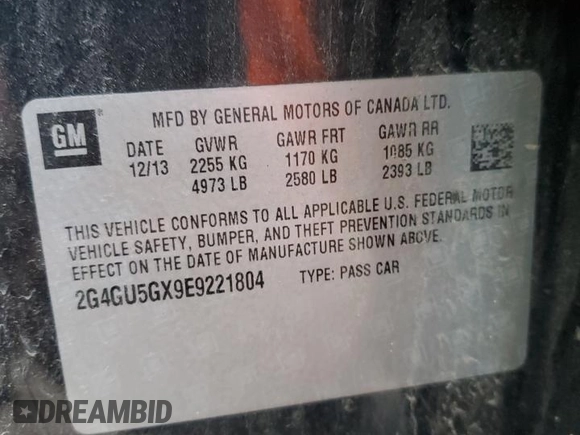 GM
MFD BY GENERAL MOTORS OF CANADA LTD.
DATE GVWR GAWR FRT GAWR RR
12/13 2255 KG 1170 KG 1085 KG
4973 LB 2580 LB 2393 LB
THIS VEHICLE CONFORMS TO ALL APPLICABLE U.S. FEDERAL MOTOR
VEHICLE SAFETY, BUMPER, AND THEFT PREVENTION STANDARDS IN
EFFECT ON THE DATE OF MANUFACTURE SHOWN ABOVE.
2G4GU5GX9E9221804 TYPE: PASS CAR
DREAMBID